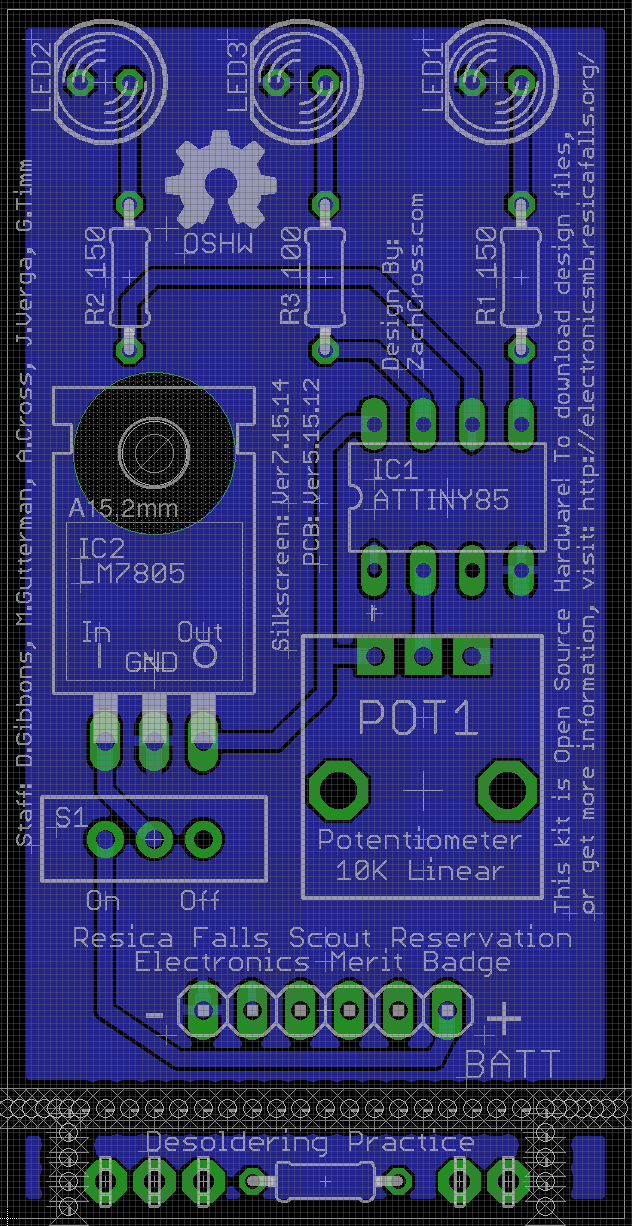 LED2
LED3
LED1
OSHW
R2 150
R3 100
R1 150
Design By:
ZachCross.com
Staff: D.Gibbons, M.Gutterman, A.Cross, J.Verga, G.Timm
A15.2mm
IC2
LM7805
In
Out
GND
Silkscreen: Ver7.15.14
PCB: Ver5.15.12
IC1
ATTINY85
POT1
Potentiometer
10K Linear
This kit is Open Source Hardware! To download design files,
or get more information, visit: http://electronicsmb.resicafalls.org/
S1
On
Off
Resica Falls Scout Reservation
Electronics Merit Badge
- +
BATT
Desoldering Practice